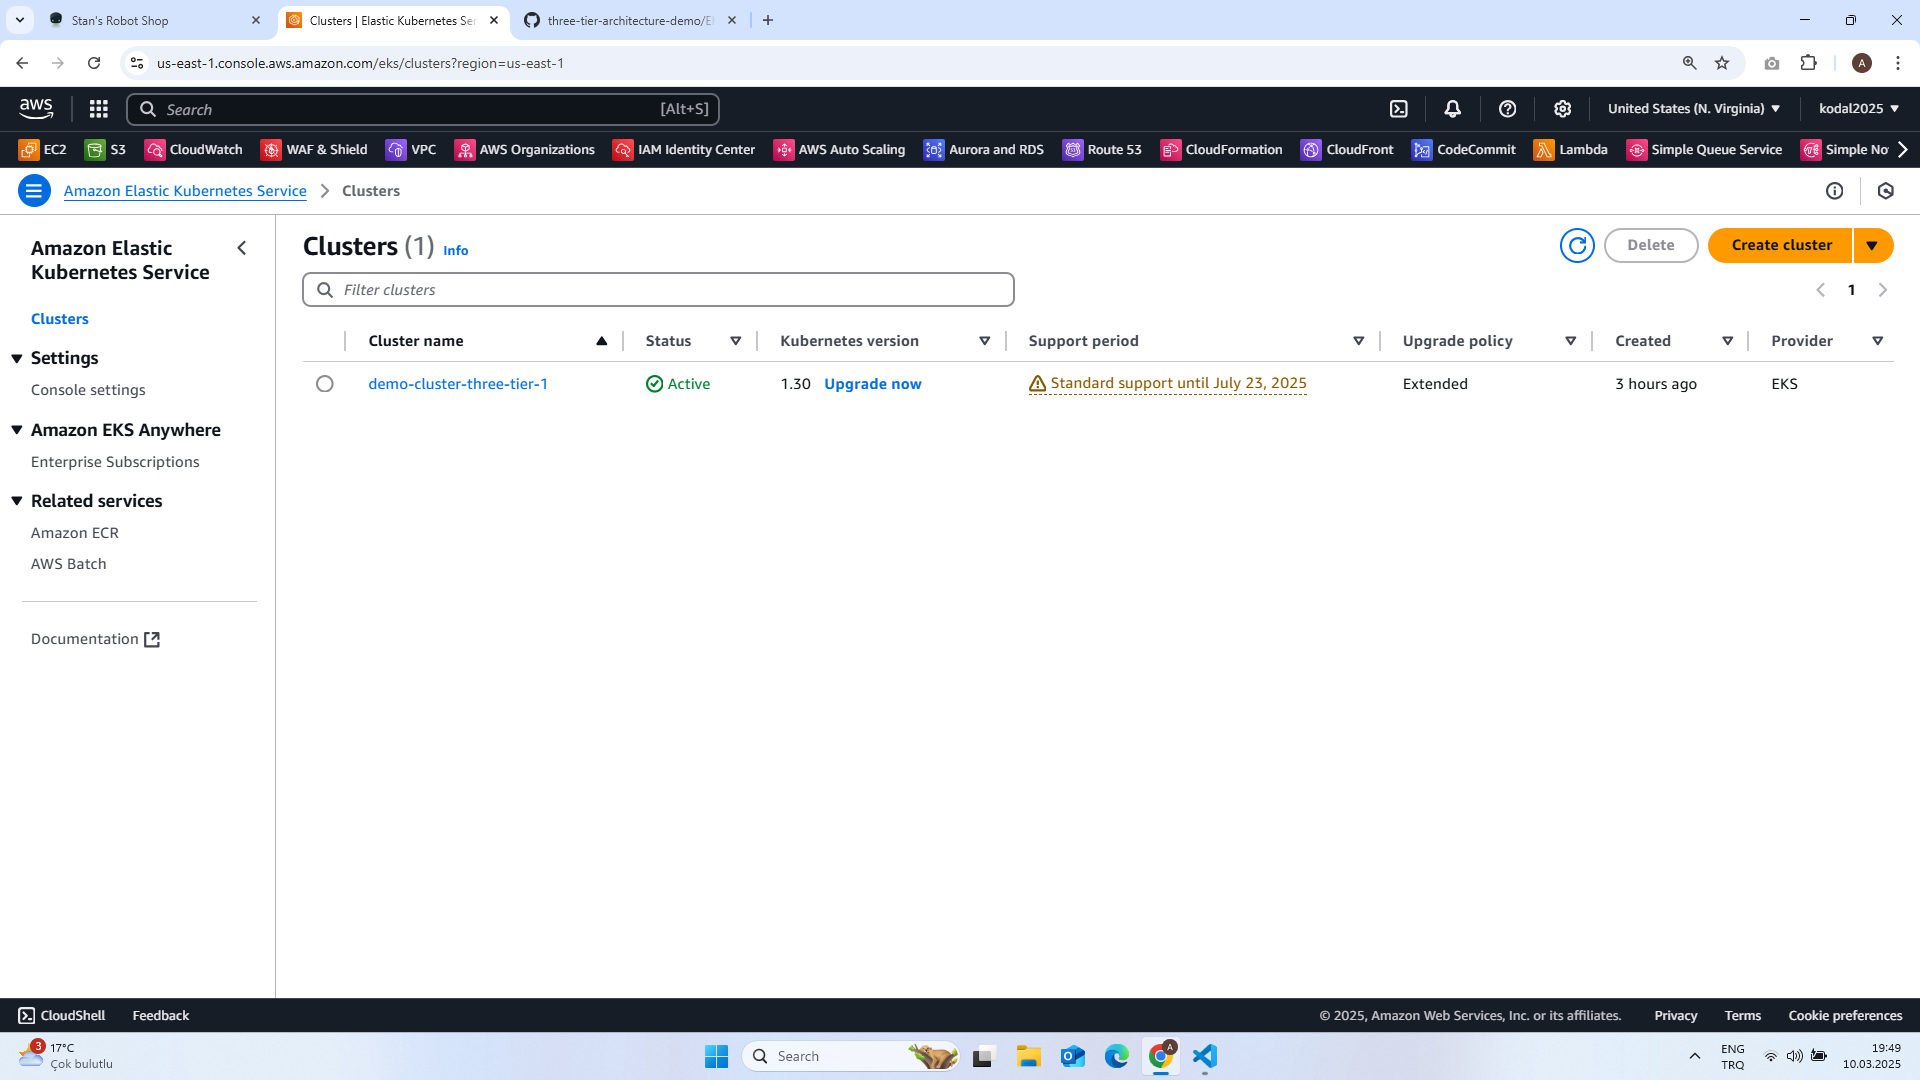 Stan's Robot Shop
Clusters | Elastic Kubernetes Ser
three-tier-architecture-demo/E
us-east-1.console.aws.amazon.com/eks/clusters?region=us-east-1
A
aws
Search
[Alt+S]
United States (N. Virginia)
kodal2025
EC2
S3
CloudWatch
WAF & Shield
VPC
AWS Organizations
IAM Identity Center
AWS Auto Scaling
Aurora and RDS
Route 53
CloudFormation
CloudFront
CodeCommit
Lambda
Simple Queue Service
Simple No
Amazon Elastic Kubernetes Service
Clusters
Amazon Elastic
Kubernetes Service
Clusters
Settings
Console settings
Amazon EKS Anywhere
Enterprise Subscriptions
Related services
Amazon ECR
AWS Batch
Documentation
Clusters (1) Info
Delete
Create cluster
Filter clusters
1
Cluster name
Status
Kubernetes version
Support period
Upgrade policy
Created
Provider
demo-cluster-three-tier-1
Active
1.30 Upgrade now
Standard support until July 23, 2025
Extended
3 hours ago
EKS
CloudShell
Feedback
© 2025, Amazon Web Services, Inc. or its affiliates.
Privacy
Terms
Cookie preferences
3
17°C
Çok bulutlu
Search
A
ENG
TRQ
19:49
10.03.2025